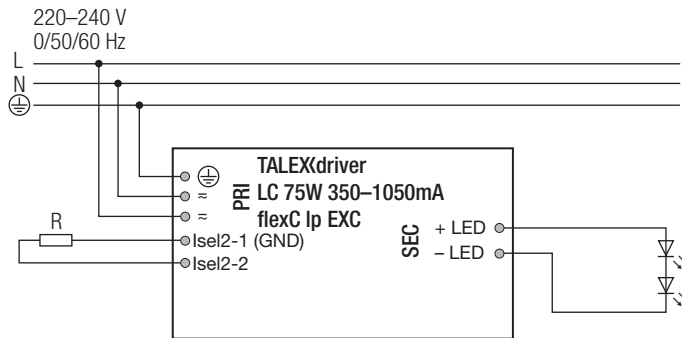 220–240 V
0/50/60 Hz
L
N
TALEXXdriver
LC 75W 350–1050mA
flexC lp EXC
PRI
≂
≂
R
Isel2-1 (GND)
Isel2-2
SEC
+ LED
– LED